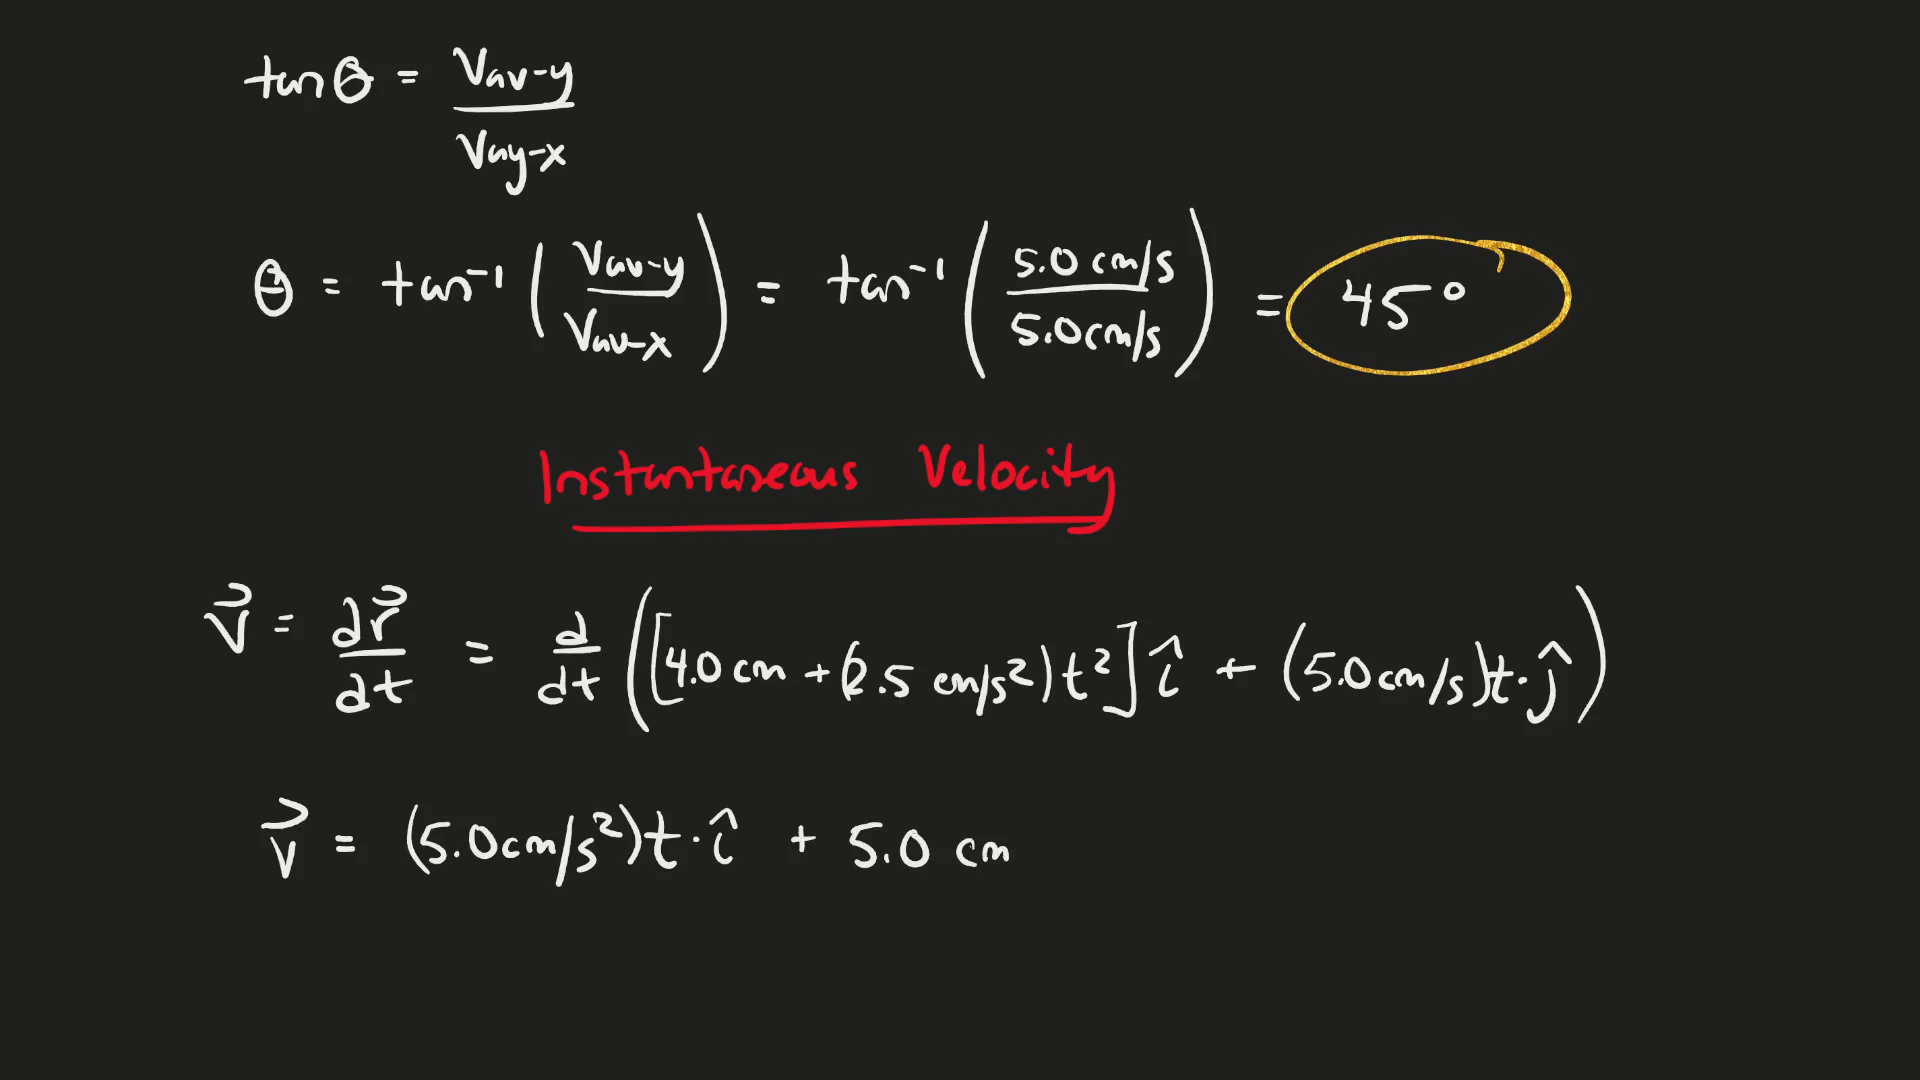 tanθ = Vav-y / Vay-x
θ = tan⁻¹ (Vav-y / Vav-x) = tan⁻¹ (5.0 cm/s / 5.0 cm/s) = 45°
Instantaneous Velocity
v⃗ = dr⃗/dt = d/dt ([4.0 cm + (2.5 cm/s²)t²] î + (5.0 cm/s)t·ĵ)
v⃗ = (5.0 cm/s²)t·î + 5.0 cm